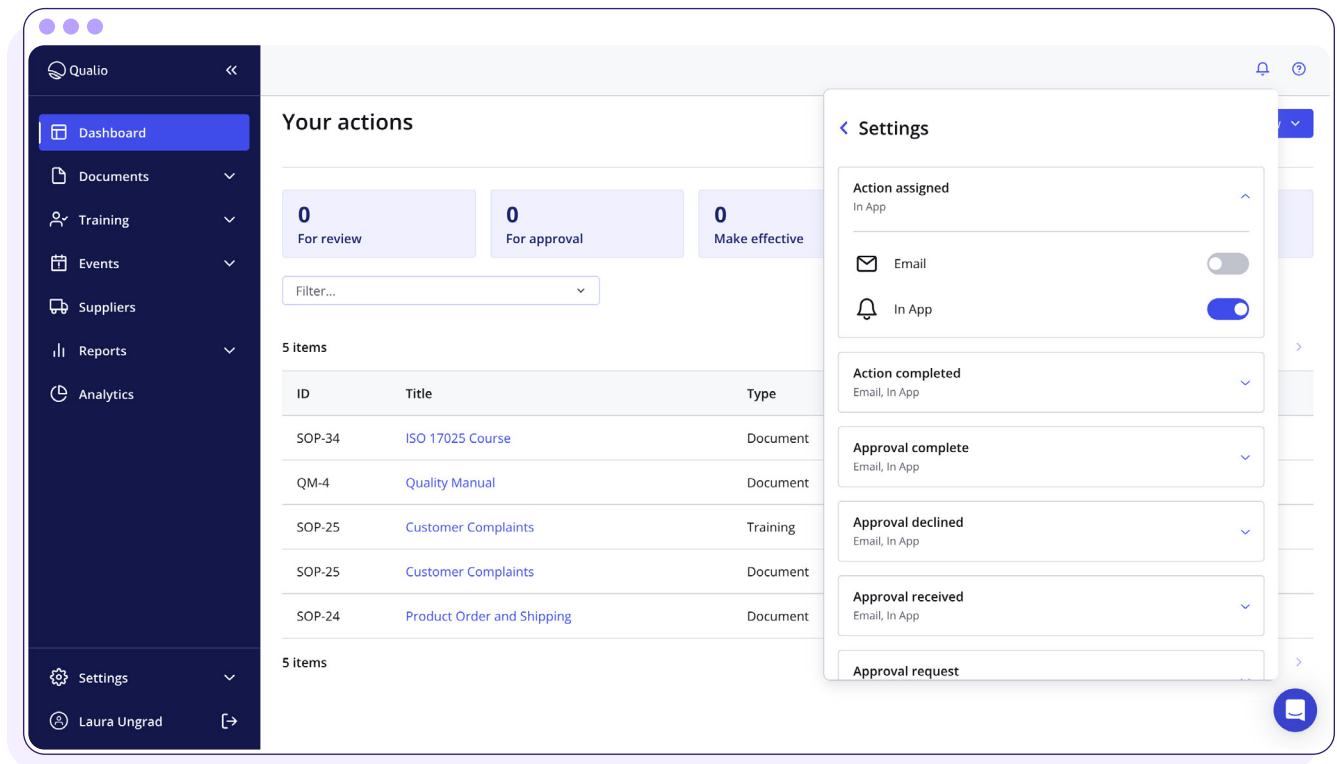 Qualio
Dashboard
Documents
Training
Events
Suppliers
Reports
Analytics
Settings
Laura Ungrad
Your actions
0
For review
0
For approval
0
Make effective
Filter...
5 items
ID Title Type
SOP-34 ISO 17025 Course Document
QM-4 Quality Manual Document
SOP-25 Customer Complaints Training
SOP-25 Customer Complaints Document
SOP-24 Product Order and Shipping Document
5 items
Settings
Action assigned
In App
Email
In App
Action completed
Email, In App
Approval complete
Email, In App
Approval declined
Email, In App
Approval received
Email, In App
Approval request